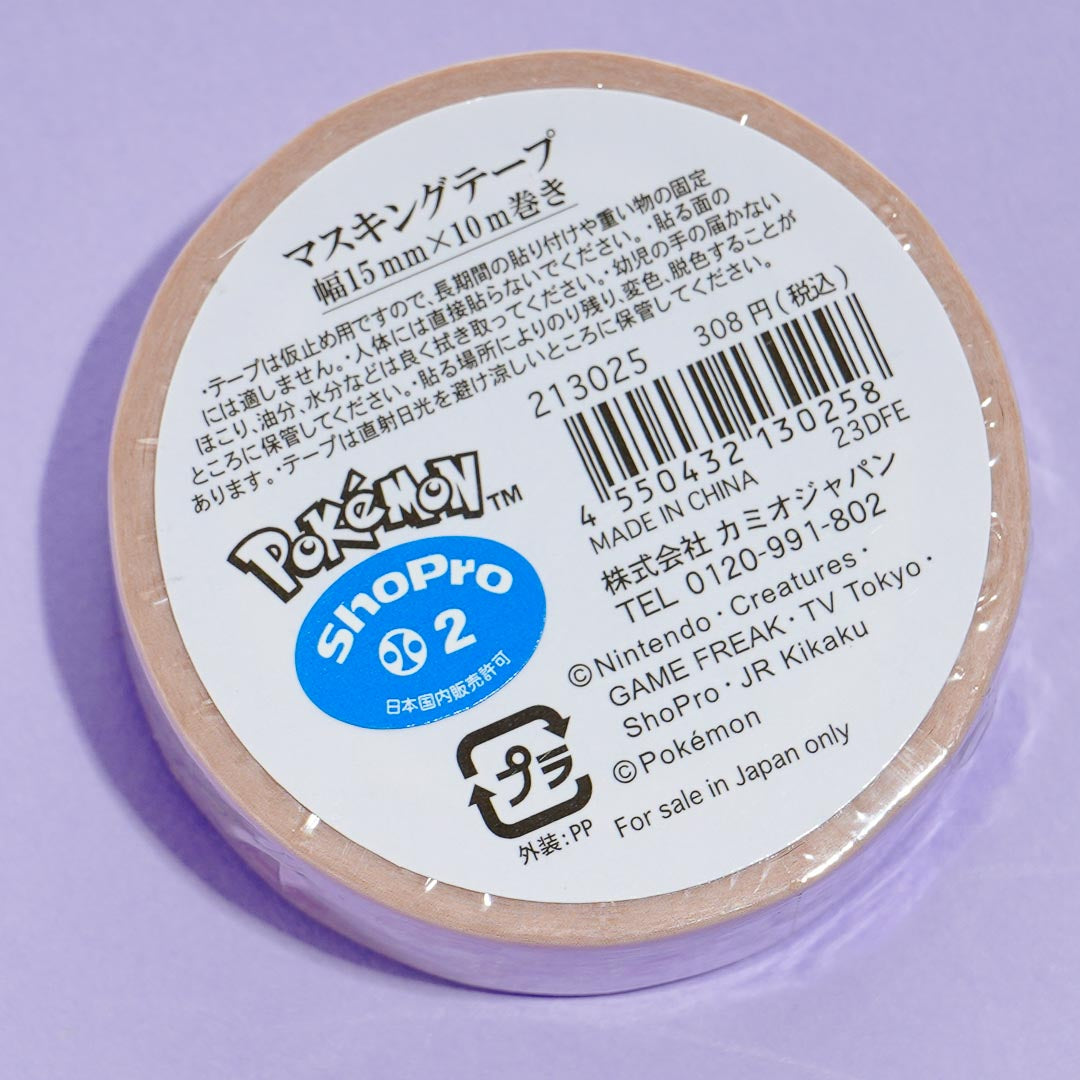 マスキングテープ
幅15mm×10m巻き
・テープは仮止め用ですので、長期間の貼り付けや重い物の固定
には適しません。・人体には直接貼らないでください。・貼る面の
ほこり、油分、水分などは良く拭き取ってください。・幼児の手の届かない
ところに保管してください。・貼る場所によりのり残り、変色、脱色することが
あります。・テープは直射日光を避け涼しいところに保管してください。
213025
308円(税込)
4 550432 130258
MADE IN CHINA
23DFE
株式会社 カミオジャパン
TEL 0120-991-802
©Nintendo・Creatures・
GAME FREAK・TV Tokyo・
ShoPro・JR Kikaku
©Pokémon
For sale in Japan only
POKéMON™
ShoPro
2
日本国内販売許可
プラ
外装:PP